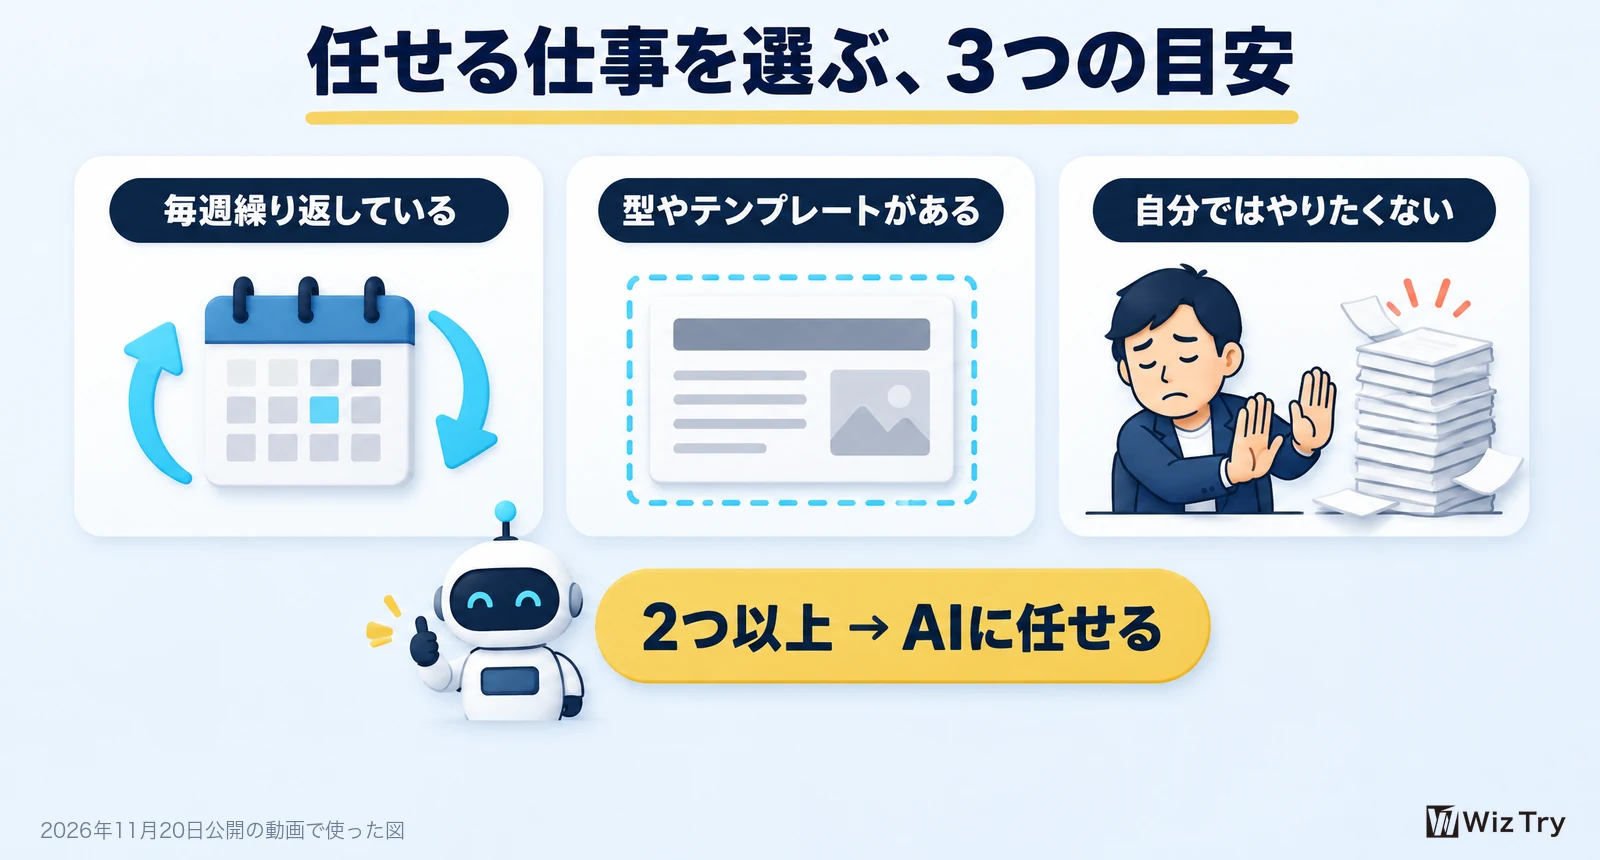 任せる仕事を選ぶ、3つの目安
毎週繰り返している
型やテンプレートがある
自分ではやりたくない
2つ以上 → AIに任せる
2026年11月20日公開の動画で使った図
Wiz Try